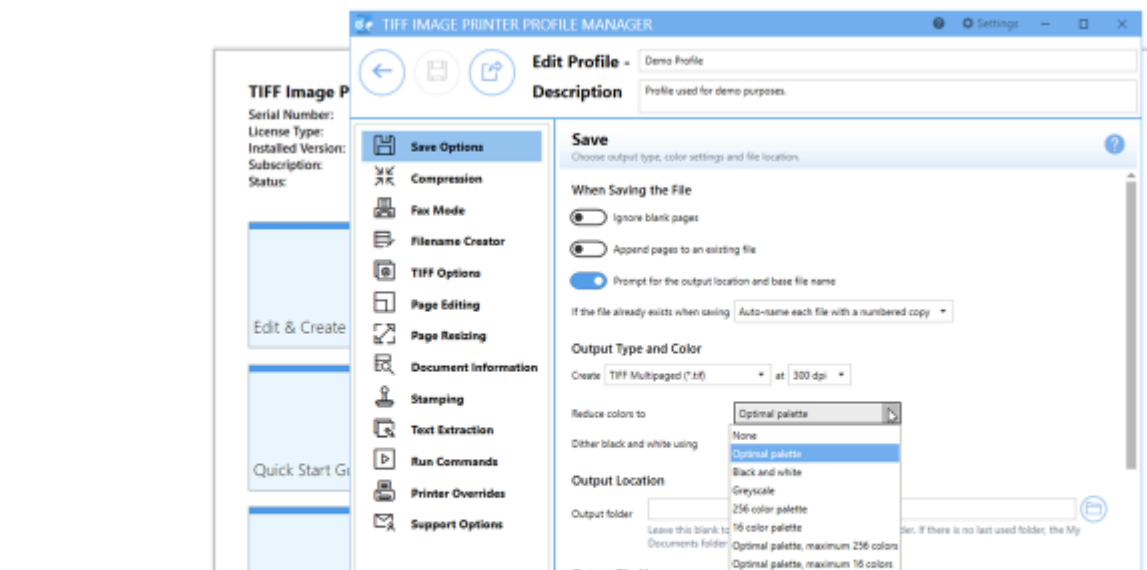 TIFF IMAGE PRINTER PROFILE MANAGER
Settings
Edit Profile - Demo Profile
Description Profile used for demo purposes.
TIFF Image P
Serial Number:
License Type:
Installed Version:
Subscription:
Status:
Edit & Create
Quick Start Gu
Save Options
Compression
Fax Mode
Filename Creator
TIFF Options
Page Editing
Page Resizing
Document Information
Stamping
Text Extraction
Run Commands
Printer Overrides
Support Options
Save
Choose output type, color settings and file location.
When Saving the File
Ignore blank pages
Append pages to an existing file
Prompt for the output location and base file name
If the file already exists when saving Auto-name each file with a numbered copy
Output Type and Color
Create TIFF Multipaged (*.tif) at 300 dpi
Reduce colors to Optimal palette
None
Optimal palette
Black and white
Greyscale
256 color palette
16 color palette
Optimal palette, maximum 256 colors
Optimal palette, maximum 16 colors
Dither black and white using
Output Location
Output folder
Leave this blank to der. If there is no last used folder, the My
Documents folder